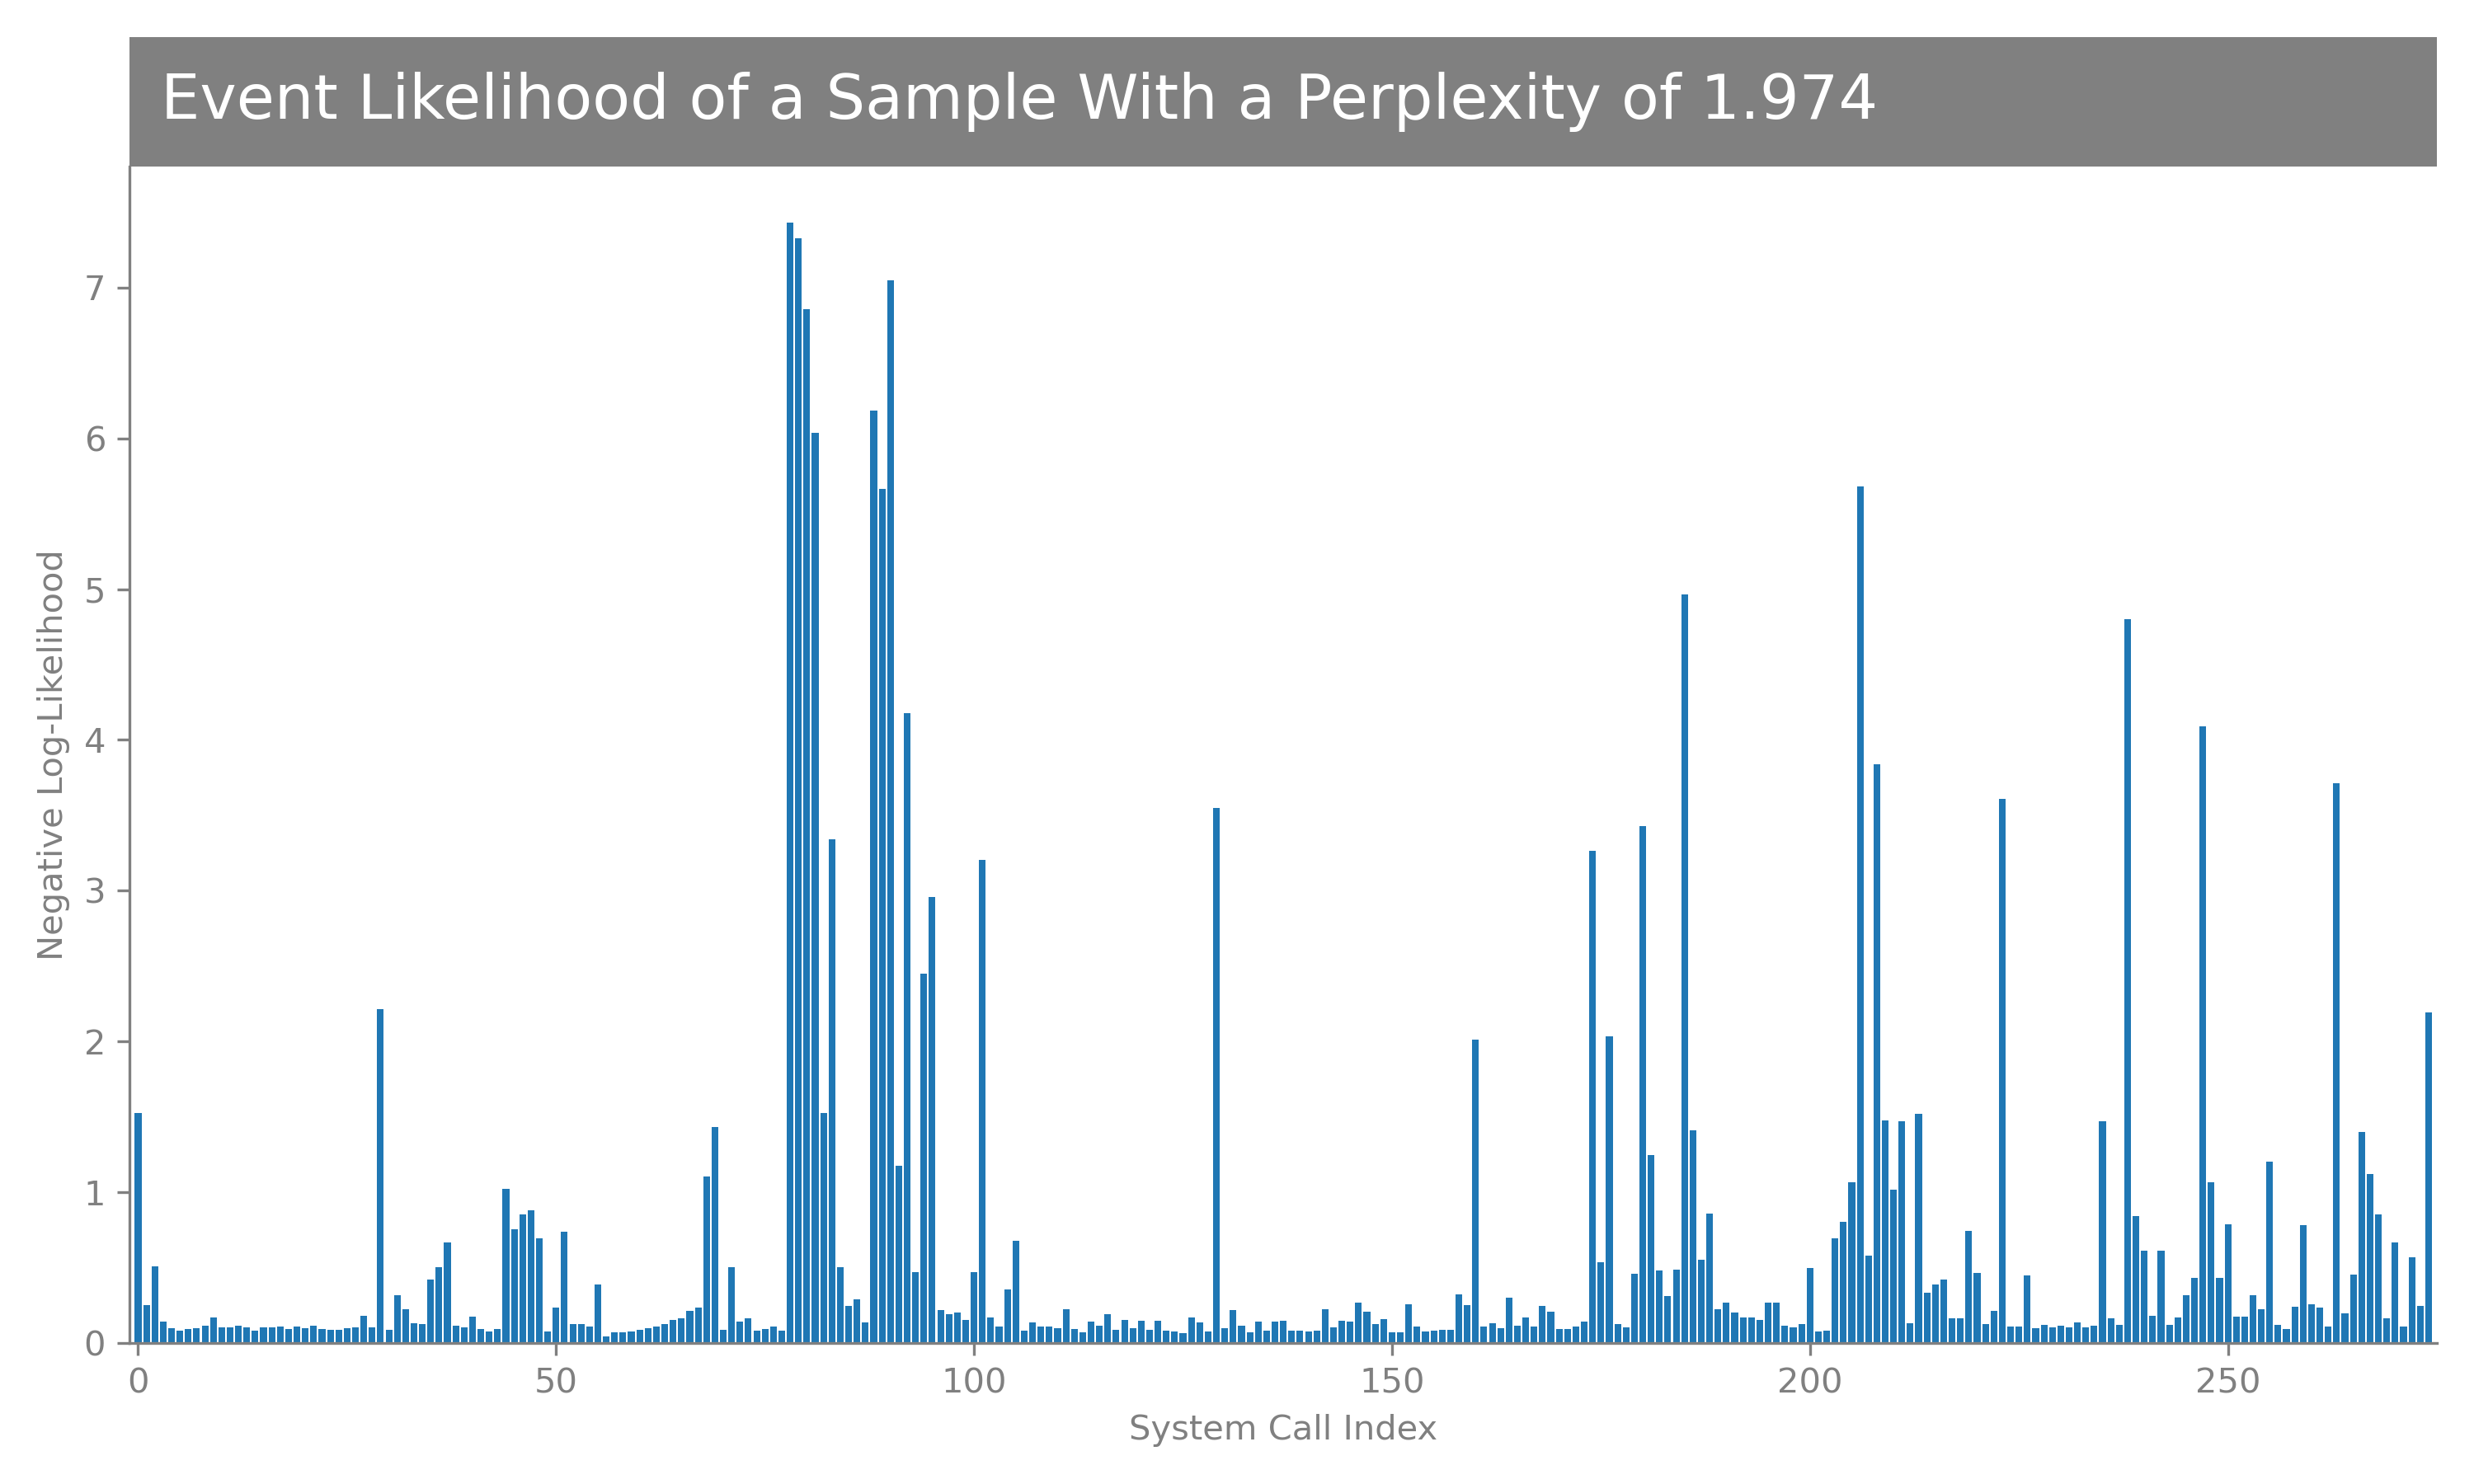 Event Likelihood of a Sample With a Perplexity of 1.974
Negative Log-Likelihood
7
6
5
4
3
2
1
0
0 50 100 150 200 250
System Call Index